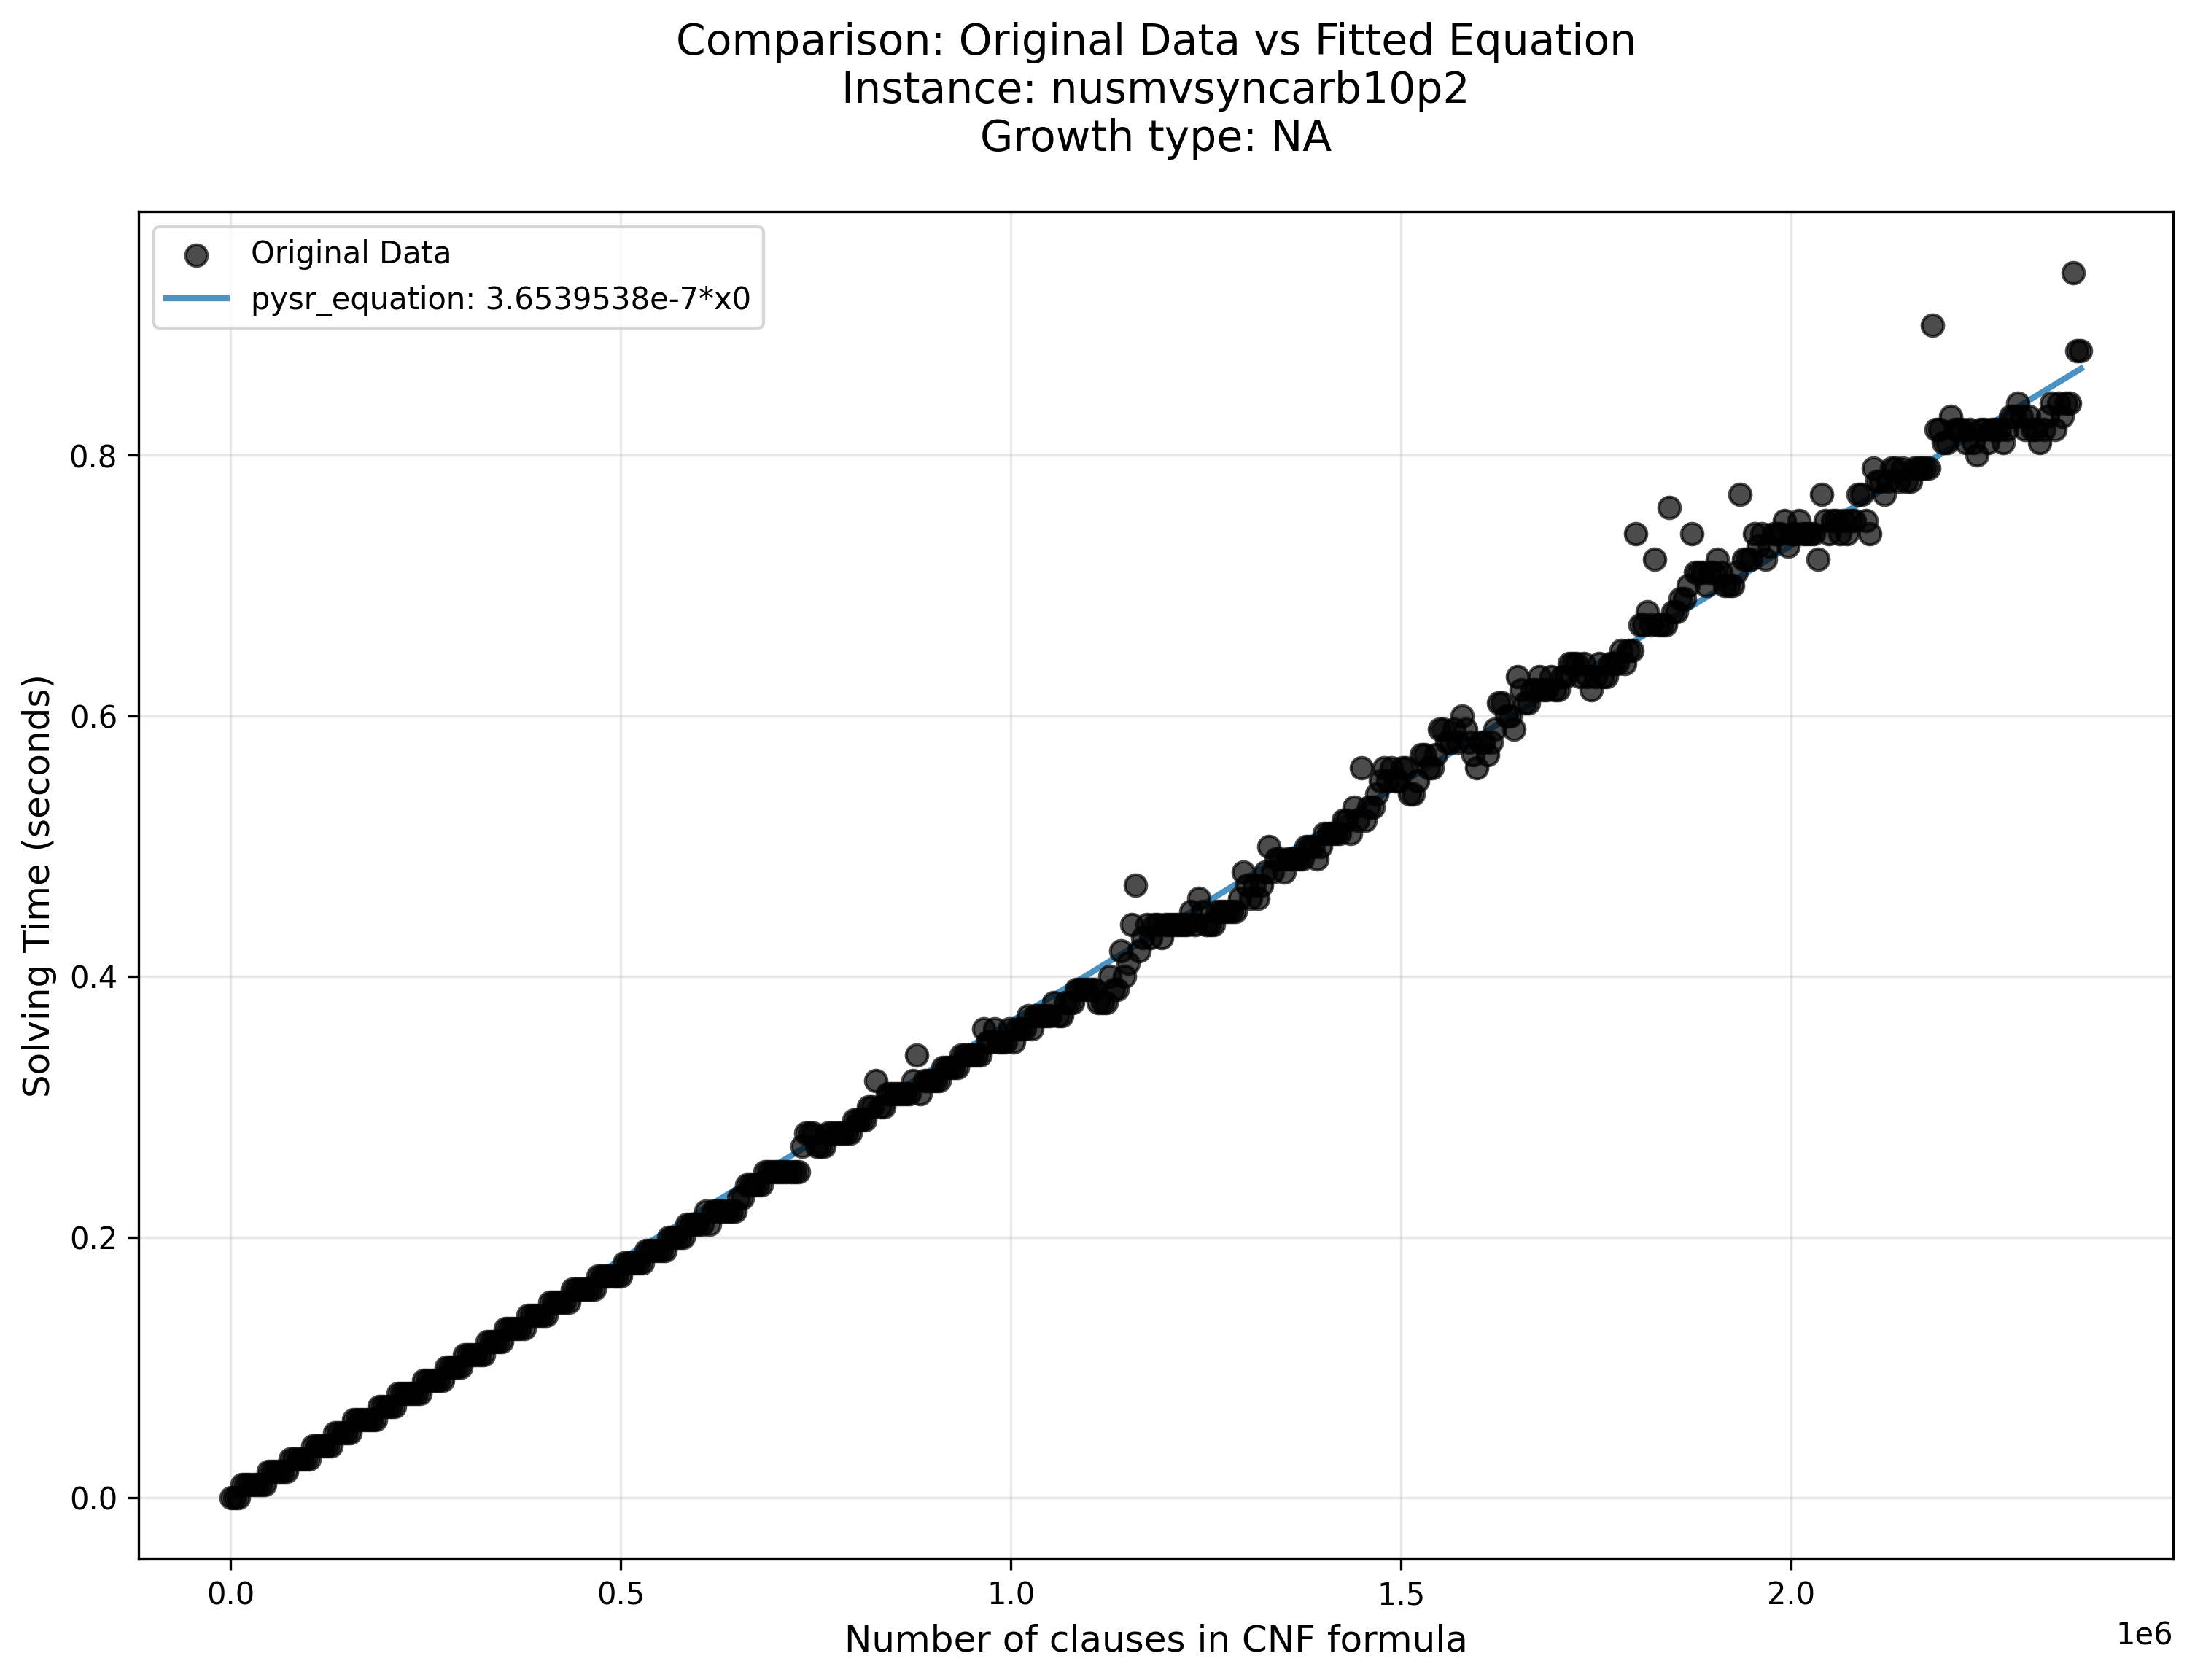 Comparison: Original Data vs Fitted Equation
Instance: nusmvsyncarb10p2
Growth type: NA
Original Data
pysr_equation: 3.6539538e-7*x0
Solving Time (seconds)
0.8
0.6
0.4
0.2
0.0
0.0
0.5
1.0
1.5
2.0
1e6
Number of clauses in CNF formula